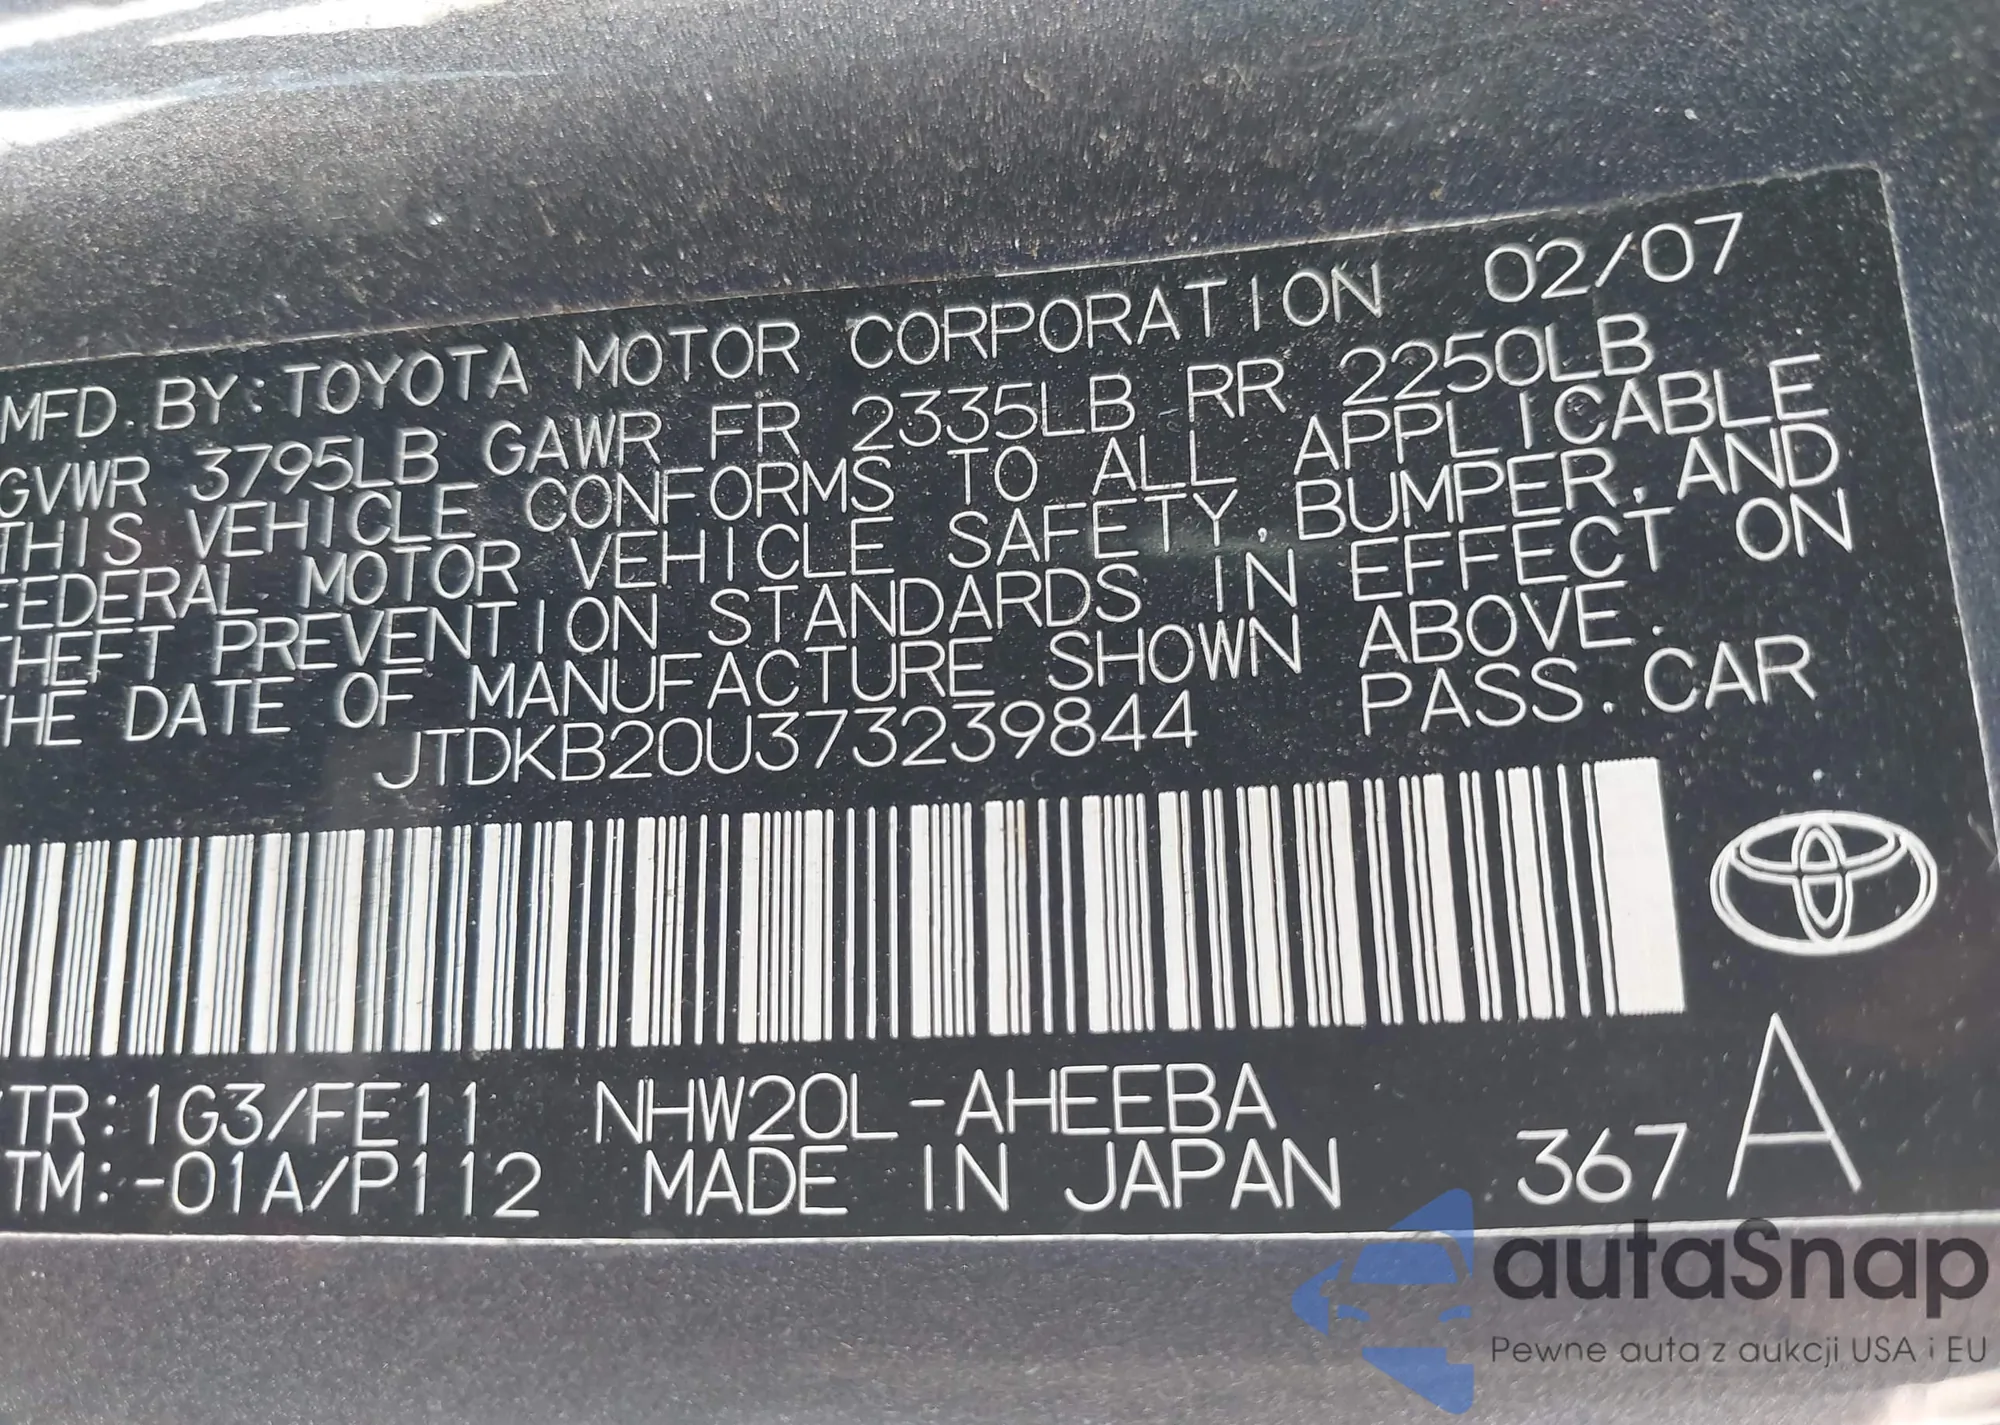 MFD. BY: TOYOTA MOTOR CORPORATION 02/07
GVWR 3795LB GAWR FR 2335LB RR 2250LB
THIS VEHICLE CONFORMS TO ALL APPLICABLE
FEDERAL MOTOR VEHICLE SAFETY, BUMPER, AND
THEFT PREVENTION STANDARDS IN EFFECT ON
THE DATE OF MANUFACTURE SHOWN ABOVE.
JTDKB20U373239844 PASS. CAR
/TR: 1G3/FE11 NHW20L-AHEEBA
TM: -01A/P112 MADE IN JAPAN 367 A
autaSnap
Pewne auta z aukcji USA i EU